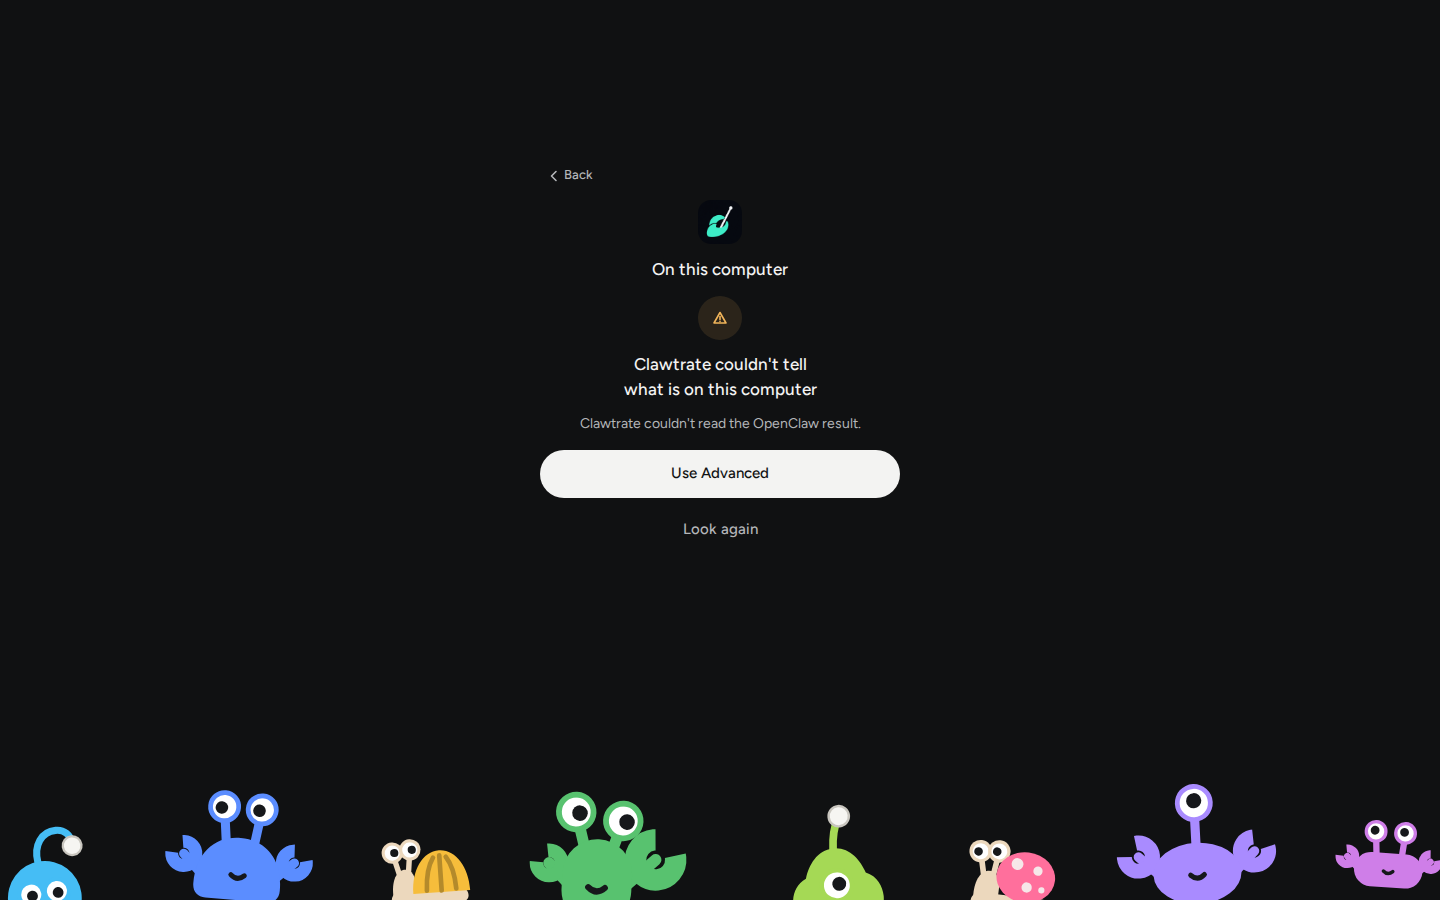 Back
On this computer
Clawtrate couldn't tell
what is on this computer
Clawtrate couldn't read the OpenClaw result.
Use Advanced
Look again